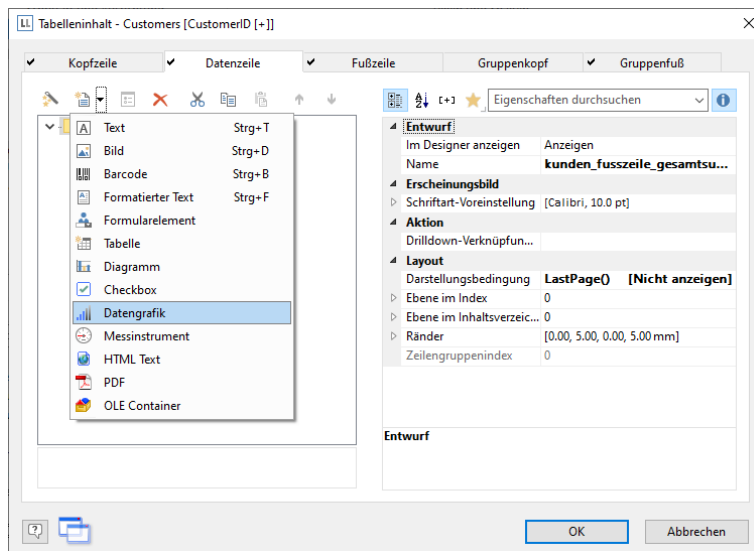 LL Tabelleninhalt - Customers [CustomerID [+]]
Kopfzeile Datenzeile Fußzeile Gruppenkopf Gruppenfuß
Eigenschaften durchsuchen
Text Strg+T
Bild Strg+D
Barcode Strg+B
Formatierter Text Strg+F
Formularelement
Tabelle
Diagramm
Checkbox
Datengrafik
Messinstrument
HTML Text
PDF
OLE Container
Entwurf
Im Designer anzeigen Anzeigen
Name kunden_fusszeile_gesamtsu...
Erscheinungsbild
Schriftart-Voreinstellung [Calibri, 10.0 pt]
Aktion
Drilldown-Verknüpfun...
Layout
Darstellungsbedingung LastPage() [Nicht anzeigen]
Ebene im Index 0
Ebene im Inhaltsverzeic... 0
Ränder [0.00, 5.00, 0.00, 5.00 mm]
Zeilengruppenindex 0
Entwurf
OK Abbrechen